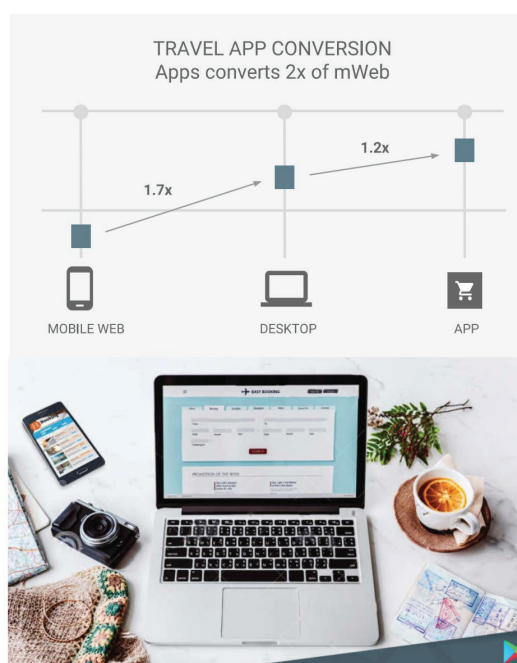 TRAVEL APP CONVERSION
Apps converts 2x of mWeb
1.2x
1.7x
MOBILE WEB
DESKTOP
APP
EASY BOOKING
PROMOTION OF THE WEEK